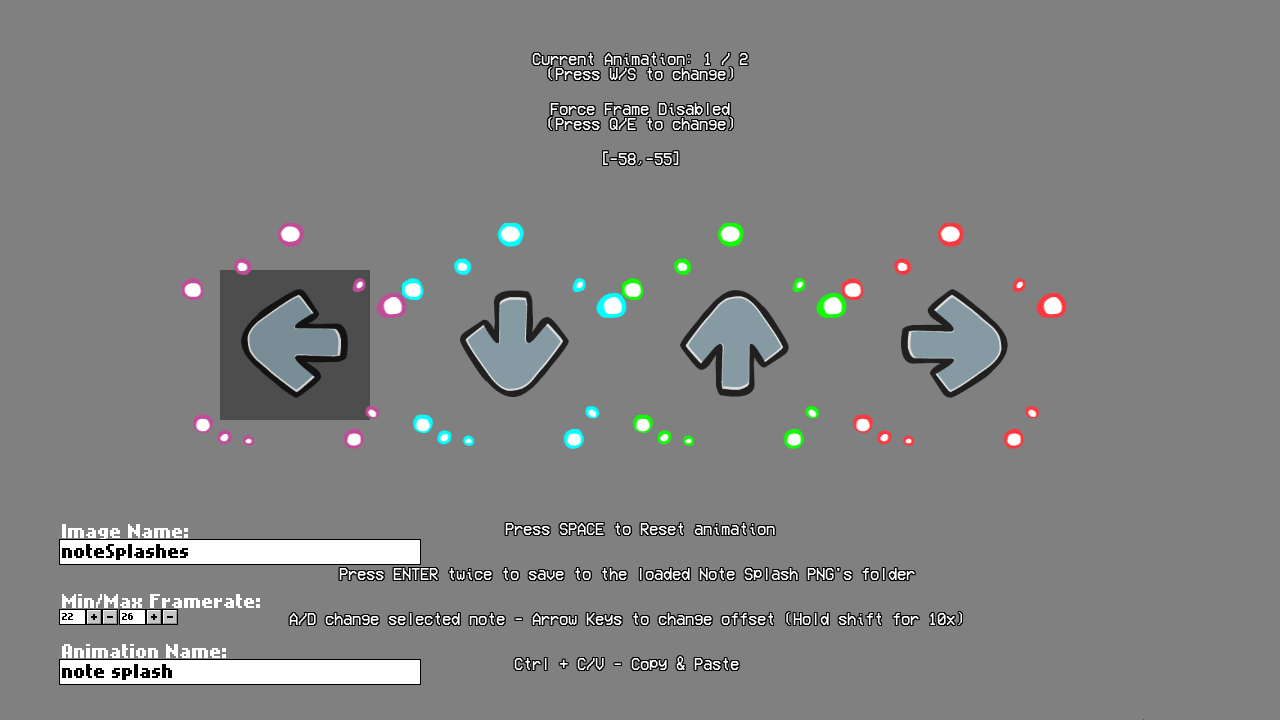 Current Animation: 1 / 2
(Press W/S to change)
Force Frame Disabled
(Press Q/E to change)
[-58,-55]
Image Name:
noteSplashes
Press SPACE to Reset animation
Press ENTER twice to save to the loaded Note Splash PNG's folder
Min/Max Framerate:
22 + - 26 + -
A/D change selected note - Arrow Keys to change offset (Hold shift for 10x)
Animation Name:
note splash
Ctrl + C/V - Copy & Paste